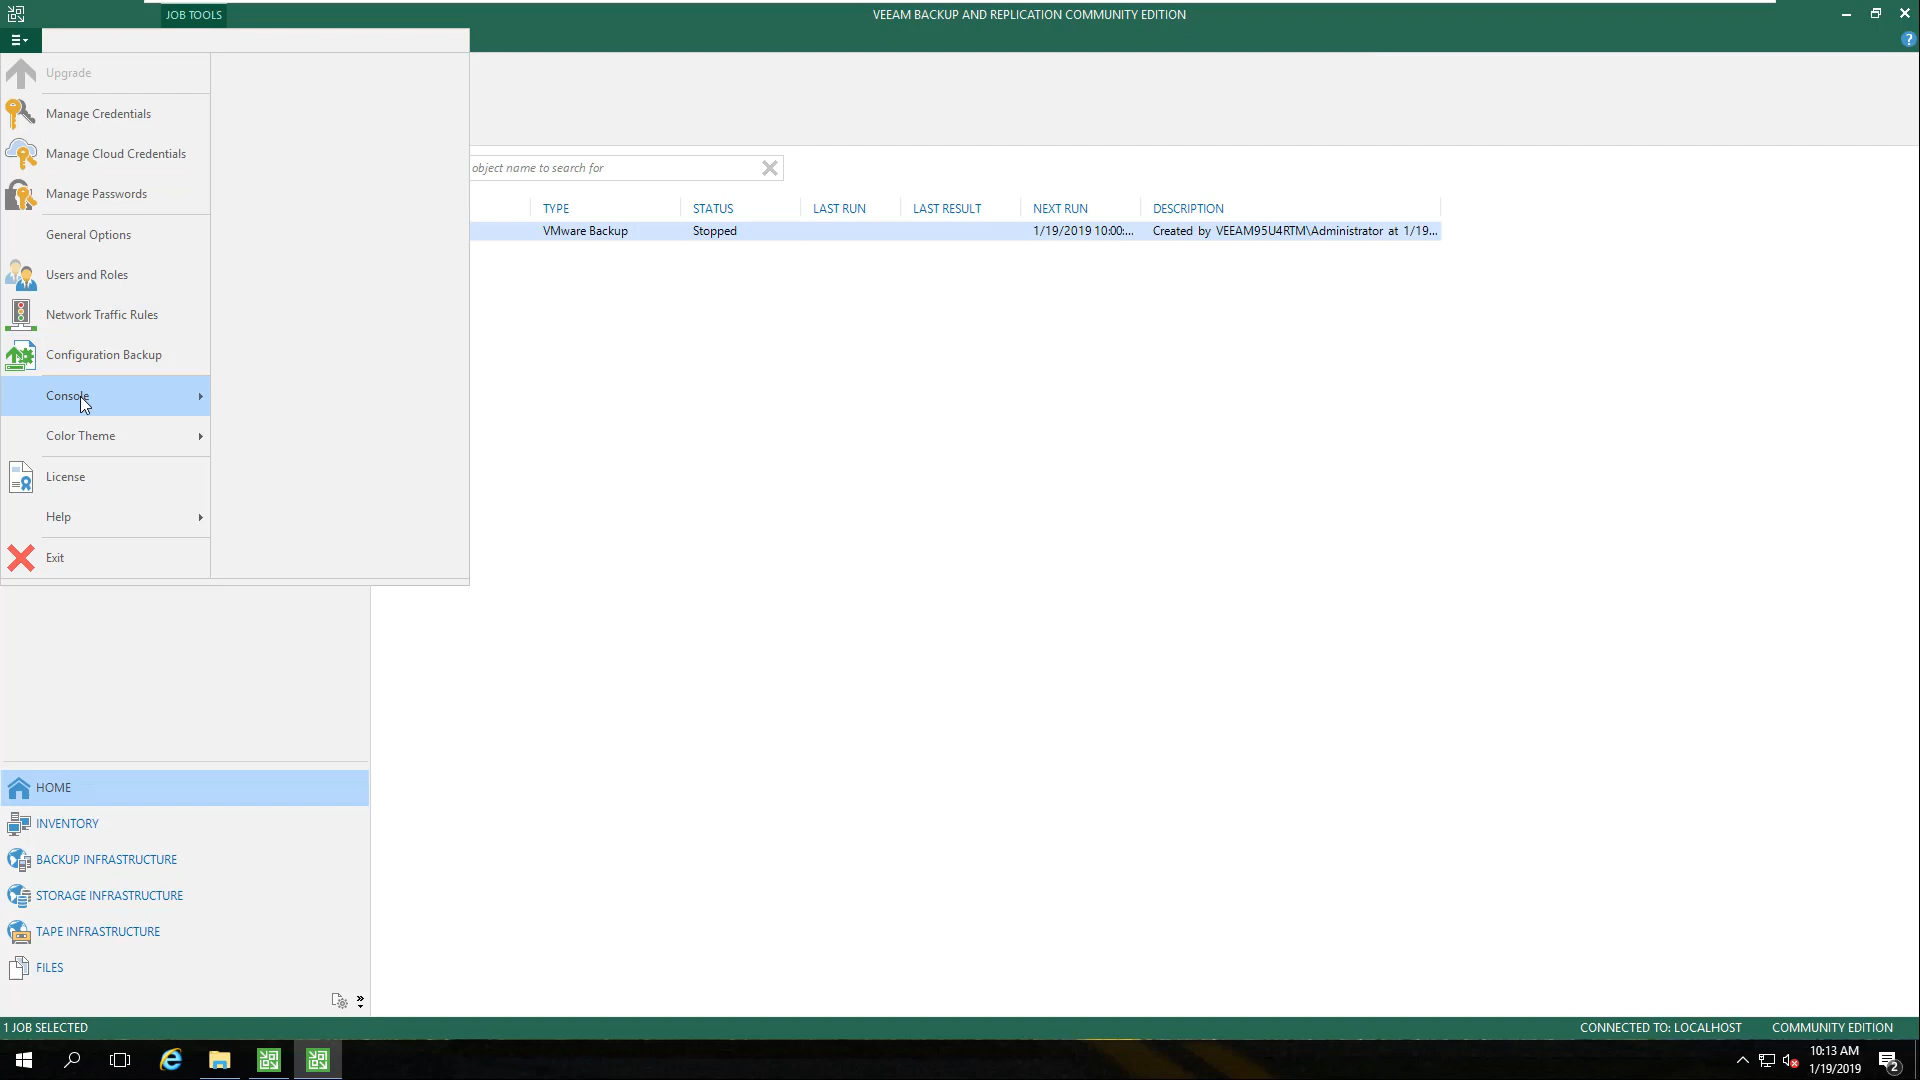 JOB TOOLS
VEEAM BACKUP AND REPLICATION COMMUNITY EDITION
?
Upgrade
Manage Credentials
Manage Cloud Credentials
Manage Passwords
General Options
Users and Roles
Network Traffic Rules
Configuration Backup
Console
Color Theme
License
Help
Exit
object name to search for
TYPE STATUS LAST RUN LAST RESULT NEXT RUN DESCRIPTION
VMware Backup Stopped 1/19/2019 10:00:... Created by VEEAM95U4RTM\Administrator at 1/19...
HOME
INVENTORY
BACKUP INFRASTRUCTURE
STORAGE INFRASTRUCTURE
TAPE INFRASTRUCTURE
FILES
1 JOB SELECTED
CONNECTED TO: LOCALHOST
COMMUNITY EDITION
10:13 AM
1/19/2019
2